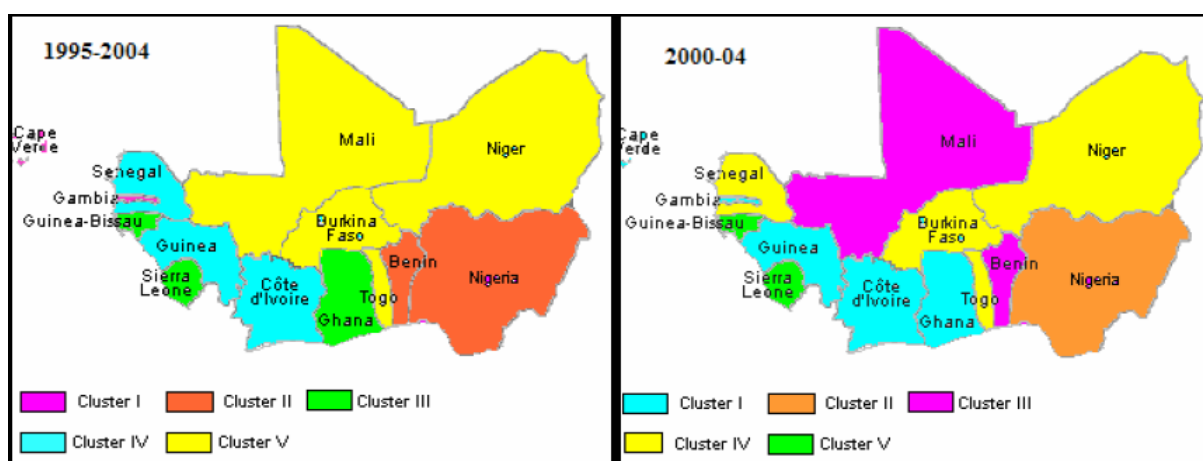 1995-2004
Cape
Verde
Senegal
Gambia
Guinea-Bissau
Guinea
Sierra
Leone
Mali
Niger
Burkina
Faso
Côte
d'Ivoire
Ghana
Togo
Benin
Nigeria
Cluster I
Cluster II
Cluster III
Cluster IV
Cluster V
2000-04
Cape
Verde
Senegal
Gambia
Guinea-Bissau
Guinea
Sierra
Leone
Mali
Niger
Burkina
Faso
Côte
d'Ivoire
Ghana
Togo
Benin
Nigeria
Cluster I
Cluster II
Cluster III
Cluster IV
Cluster V